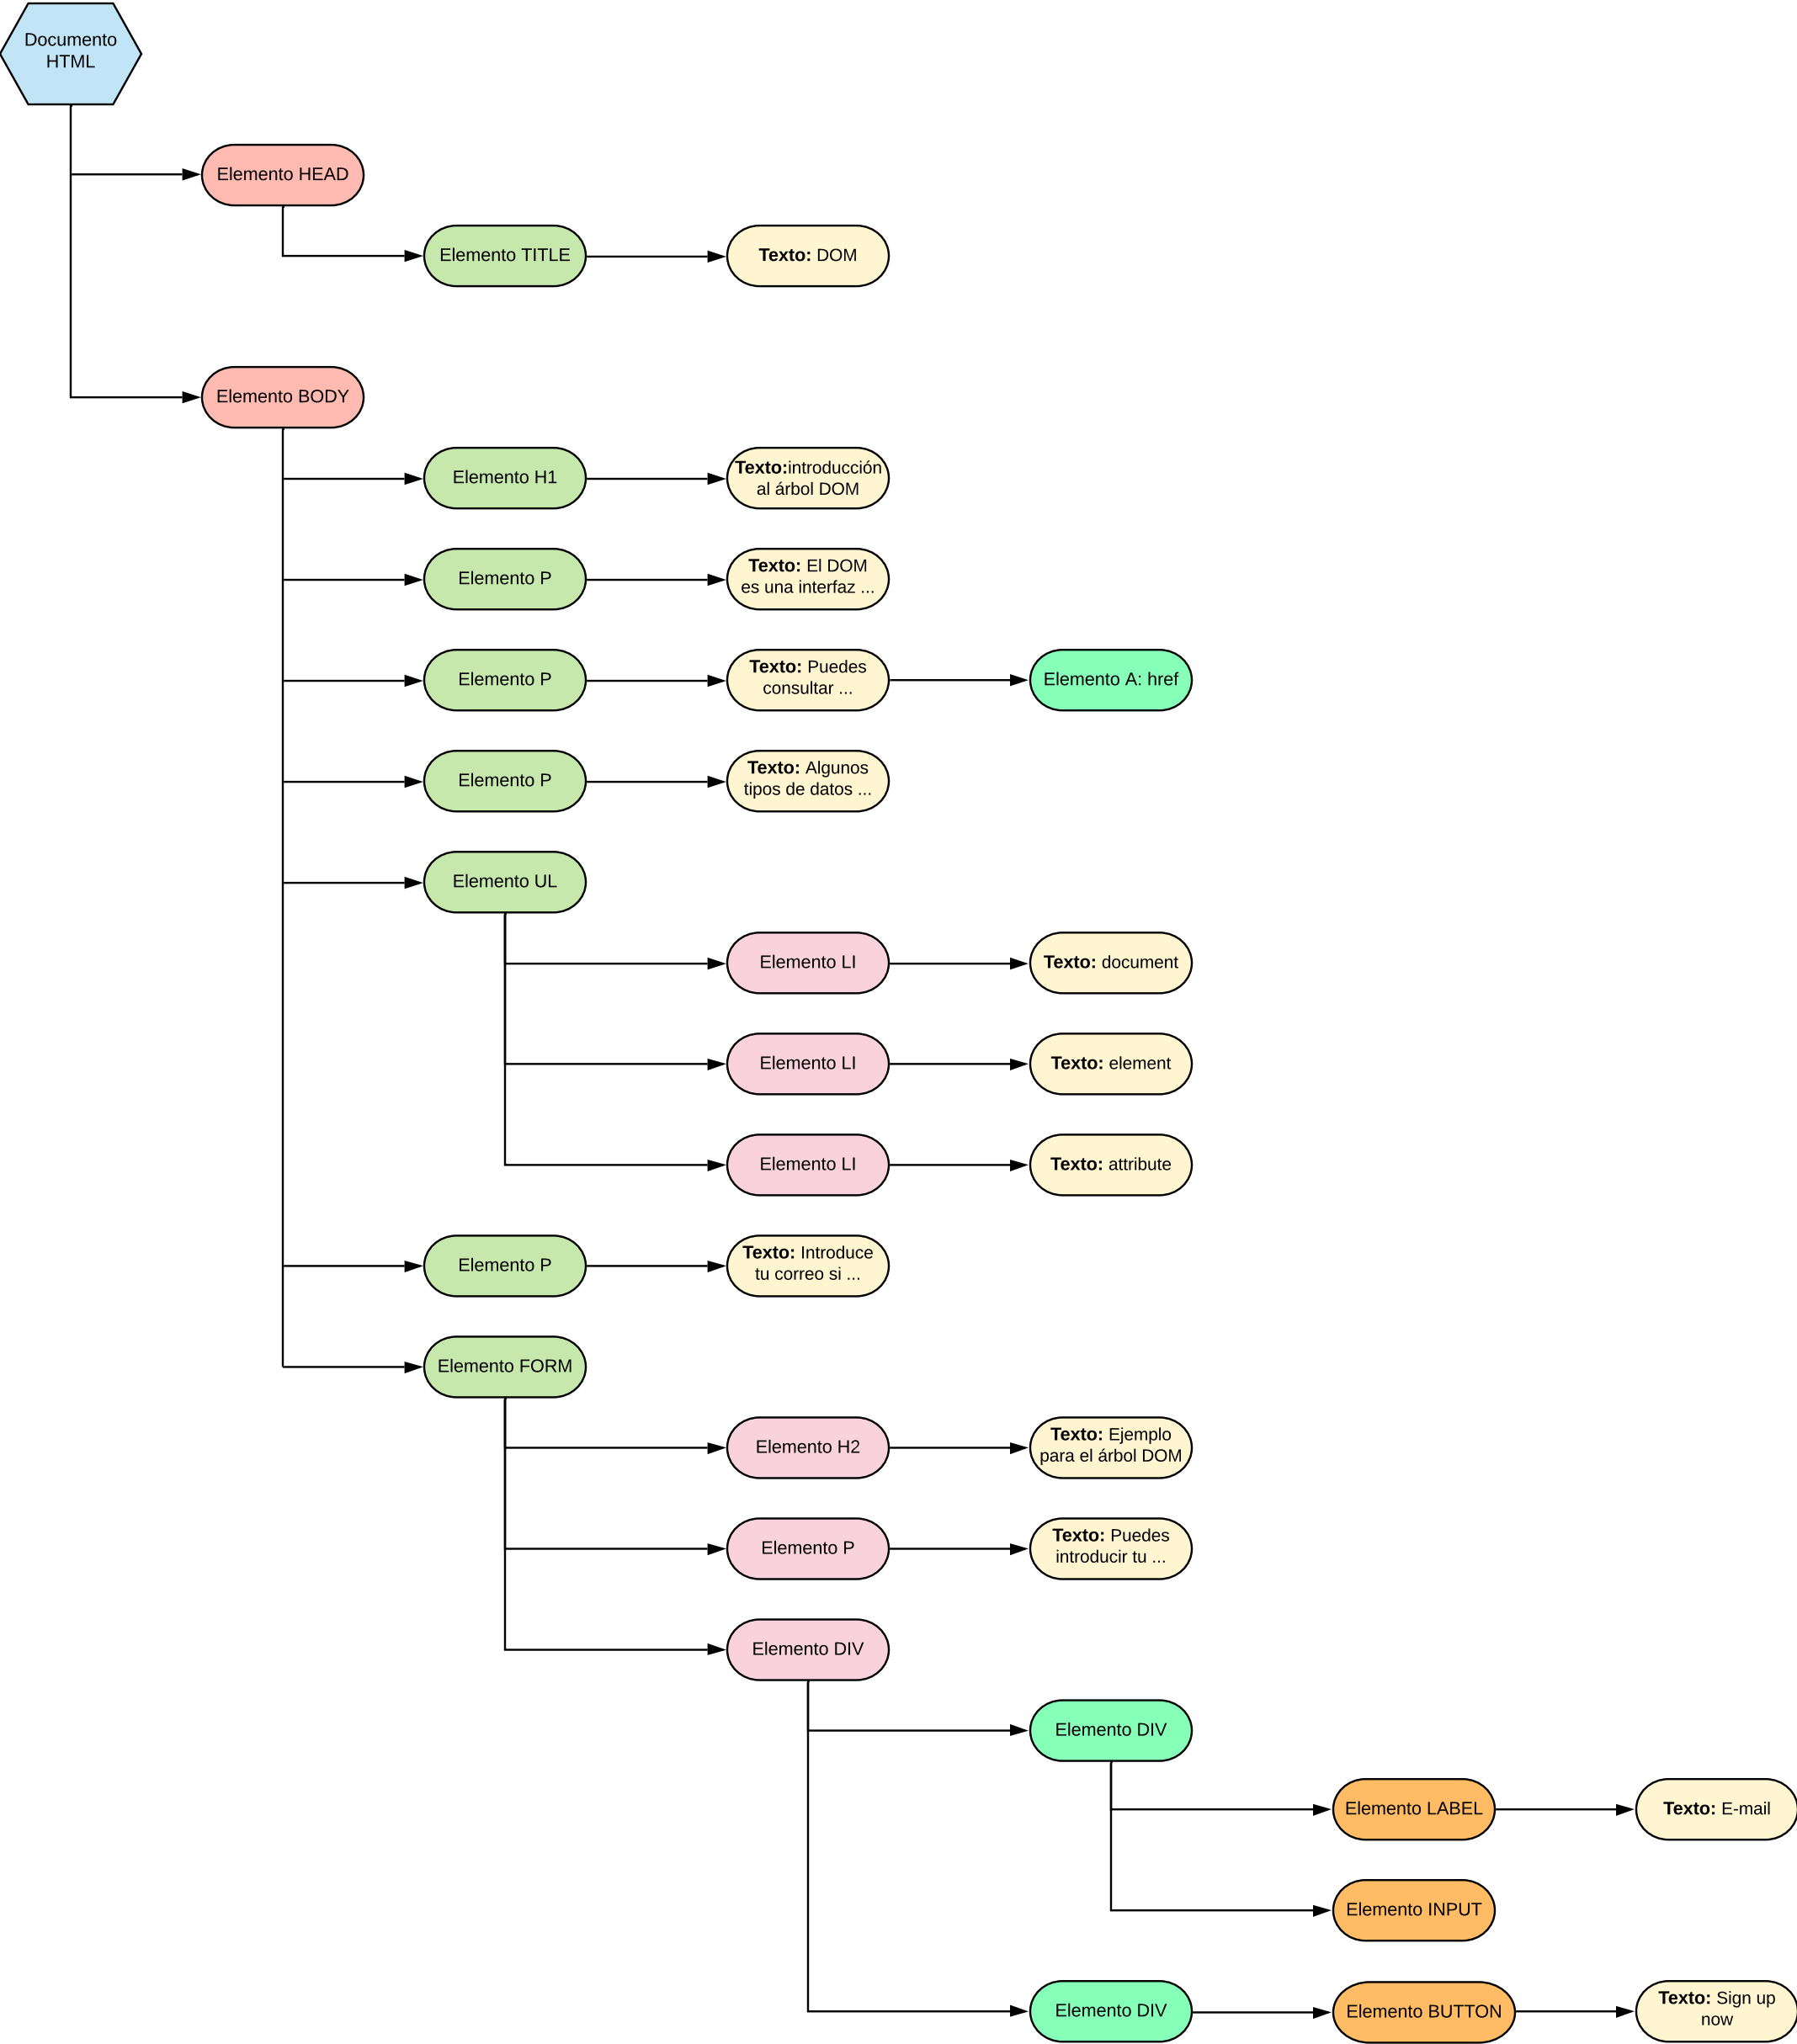 Documento
HTML
Elemento HEAD
Elemento TITLE
Texto: DOM
Elemento BODY
Elemento H1
Texto:introducción
al árbol DOM
Elemento P
Texto: El DOM
es una interfaz ...
Elemento P
Texto: Puedes
consultar ...
Elemento A: href
Elemento P
Texto: Algunos
tipos de datos ...
Elemento UL
Elemento LI
Texto: document
Elemento LI
Texto: element
Elemento LI
Texto: attribute
Elemento P
Texto: Introduce
tu correo si ...
Elemento FORM
Elemento H2
Texto: Ejemplo
para el árbol DOM
Elemento P
Texto: Puedes
introducir tu ...
Elemento DIV
Elemento DIV
Elemento LABEL
Texto: E-mail
Elemento INPUT
Elemento DIV
Elemento BUTTON
Texto: Sign up
now